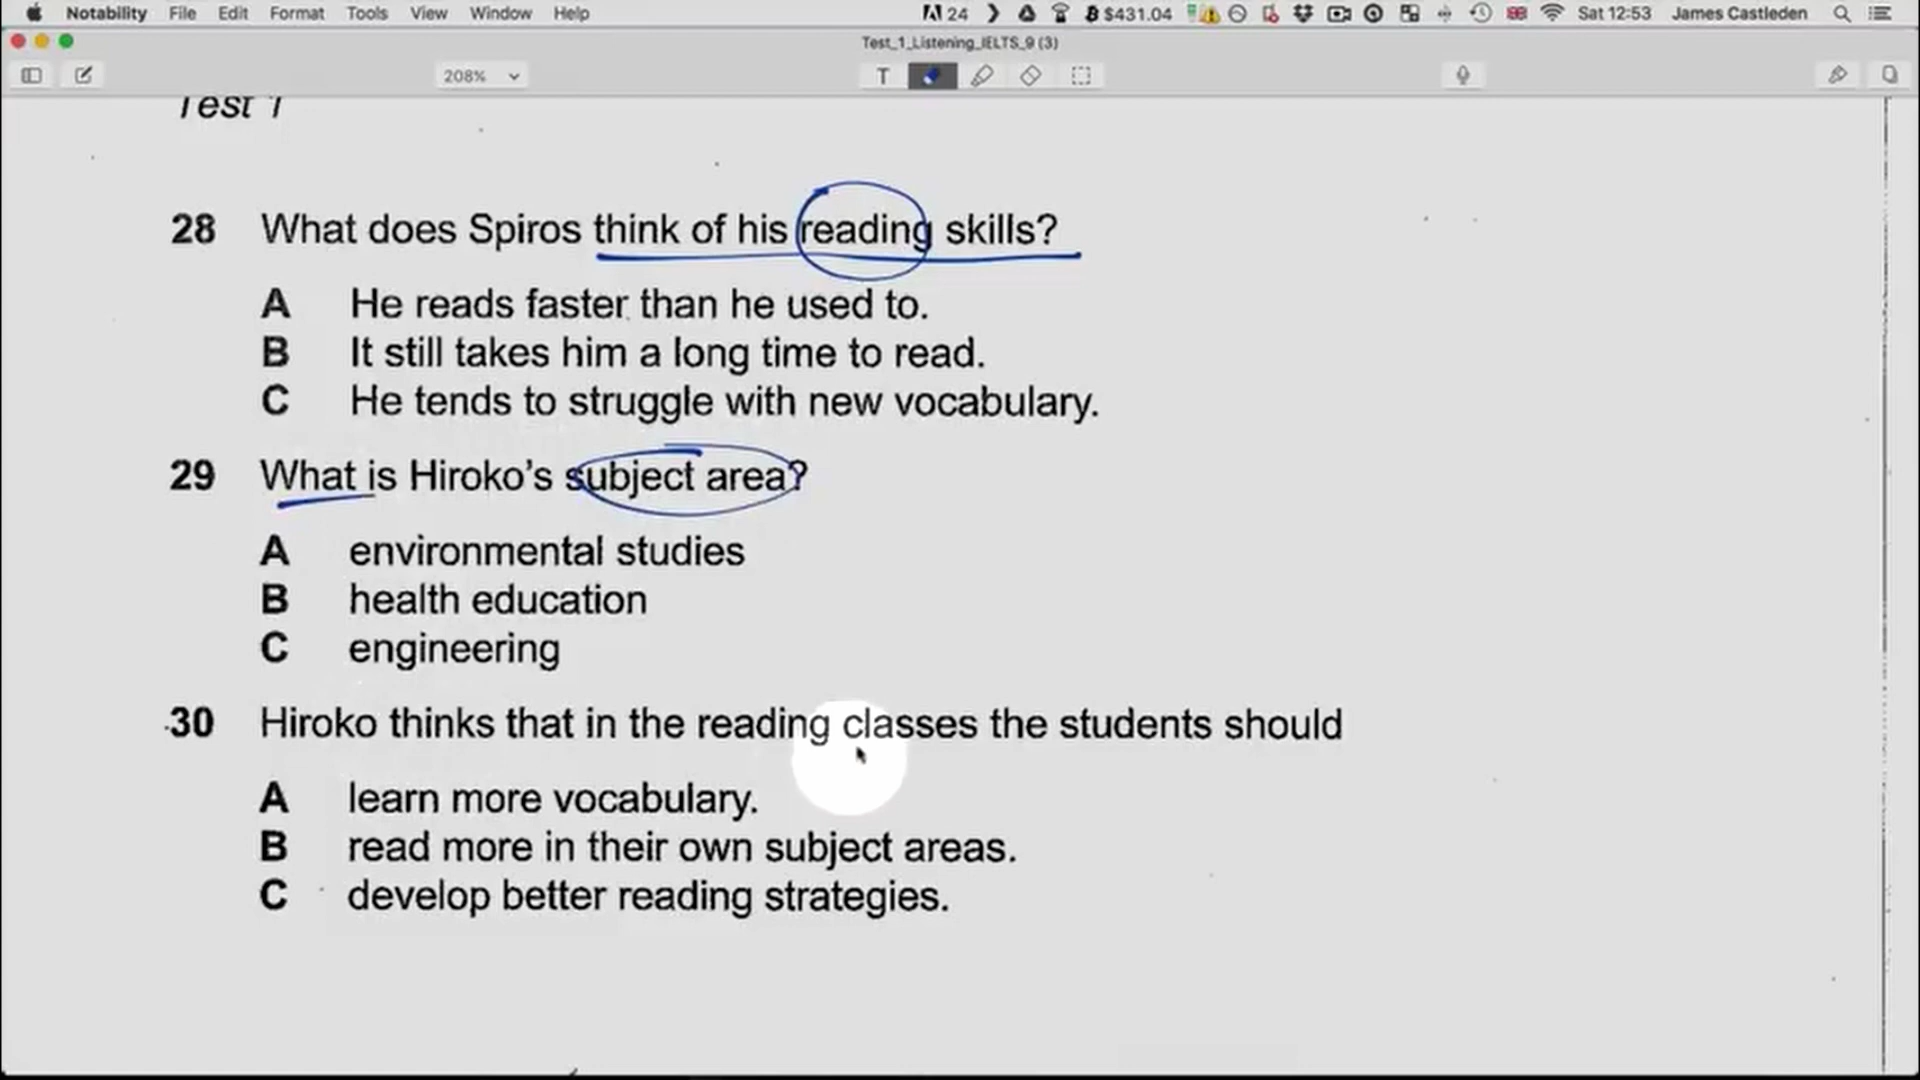 Notability File Edit Format Tools View Window Help 24 $431.04 Sat 12:53 James Castleden
Test_1_Listening_IELTS_9 (3)
208% T
Test 1
28 What does Spiros think of his reading skills?
A He reads faster than he used to.
B It still takes him a long time to read.
C He tends to struggle with new vocabulary.
29 What is Hiroko's subject area?
A environmental studies
B health education
C engineering
30 Hiroko thinks that in the reading classes the students should
A learn more vocabulary.
B read more in their own subject areas.
C develop better reading strategies.